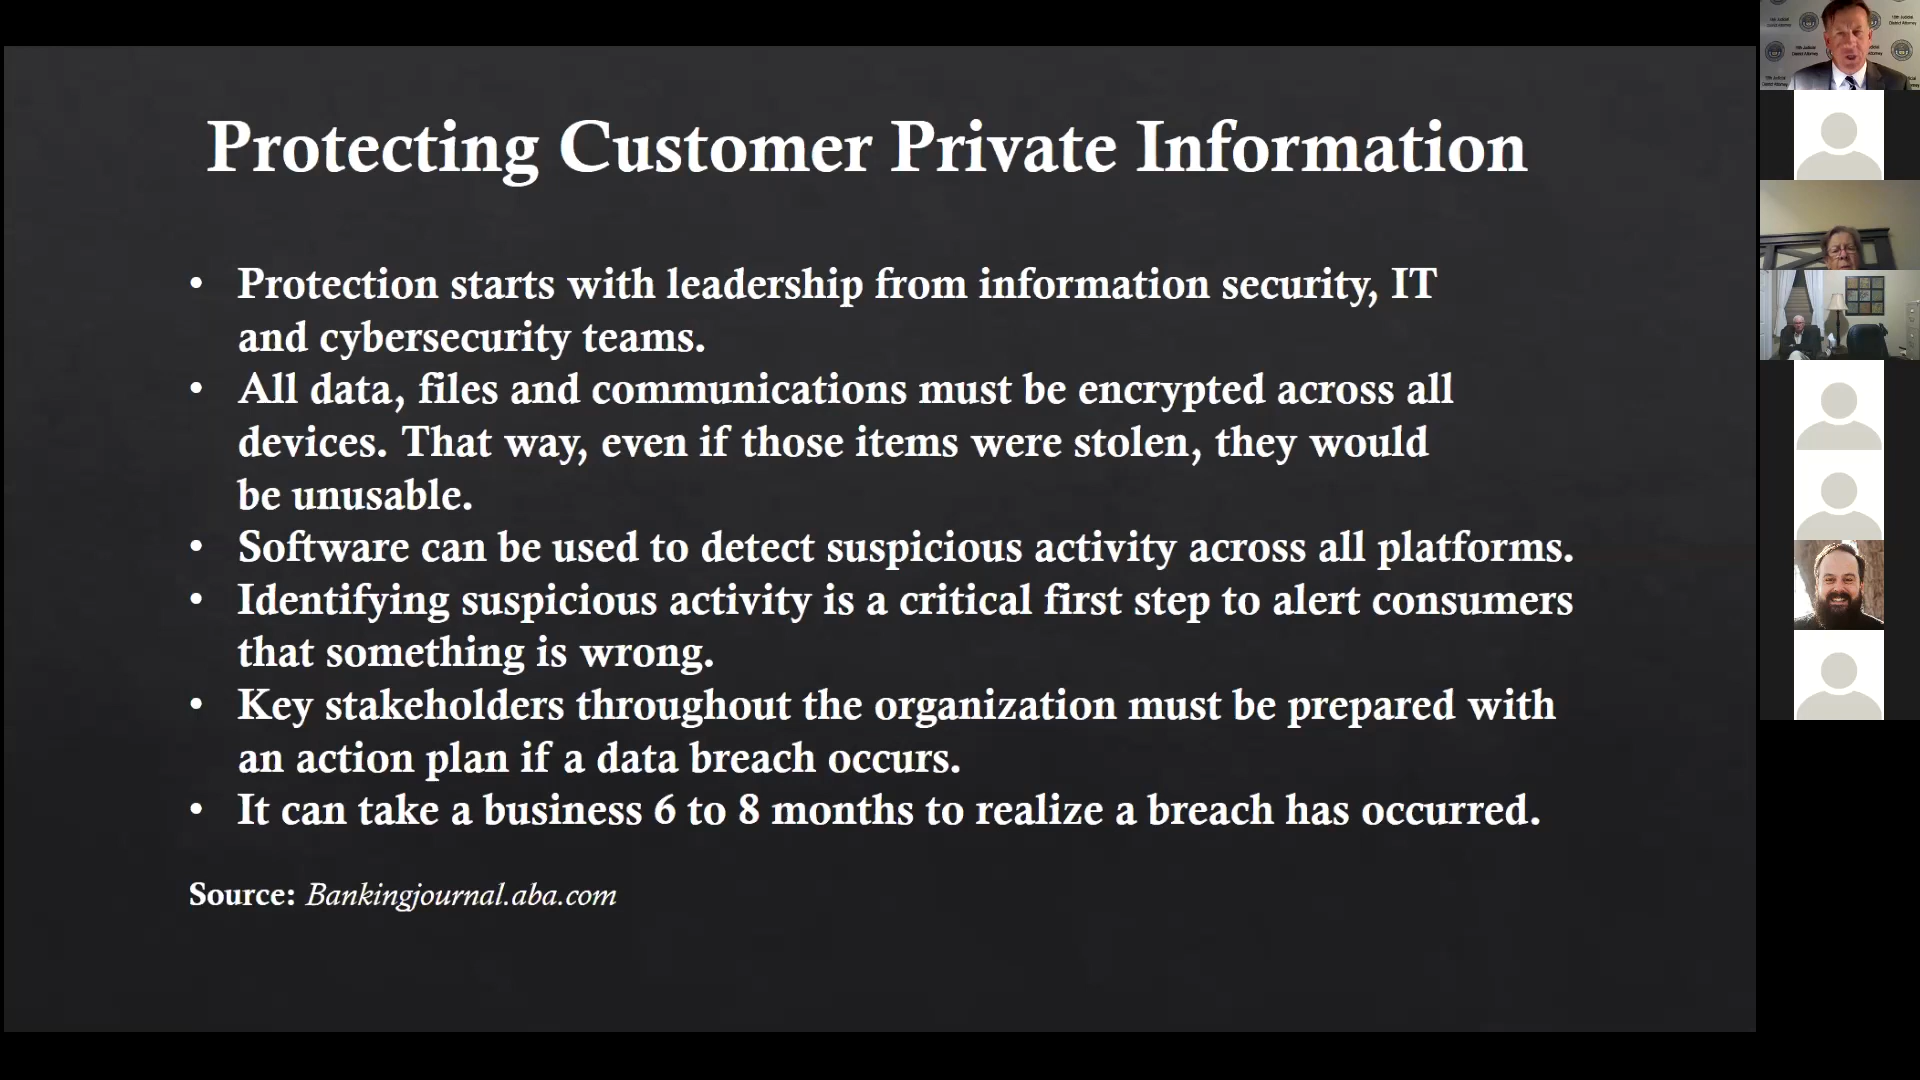 Protecting Customer Private Information
• Protection starts with leadership from information security, IT
and cybersecurity teams.
• All data, files and communications must be encrypted across all
devices. That way, even if those items were stolen, they would
be unusable.
• Software can be used to detect suspicious activity across all platforms.
• Identifying suspicious activity is a critical first step to alert consumers
that something is wrong.
• Key stakeholders throughout the organization must be prepared with
an action plan if a data breach occurs.
• It can take a business 6 to 8 months to realize a breach has occurred.
Source: Bankingjournal.aba.com
18th Judicial
District Attorney